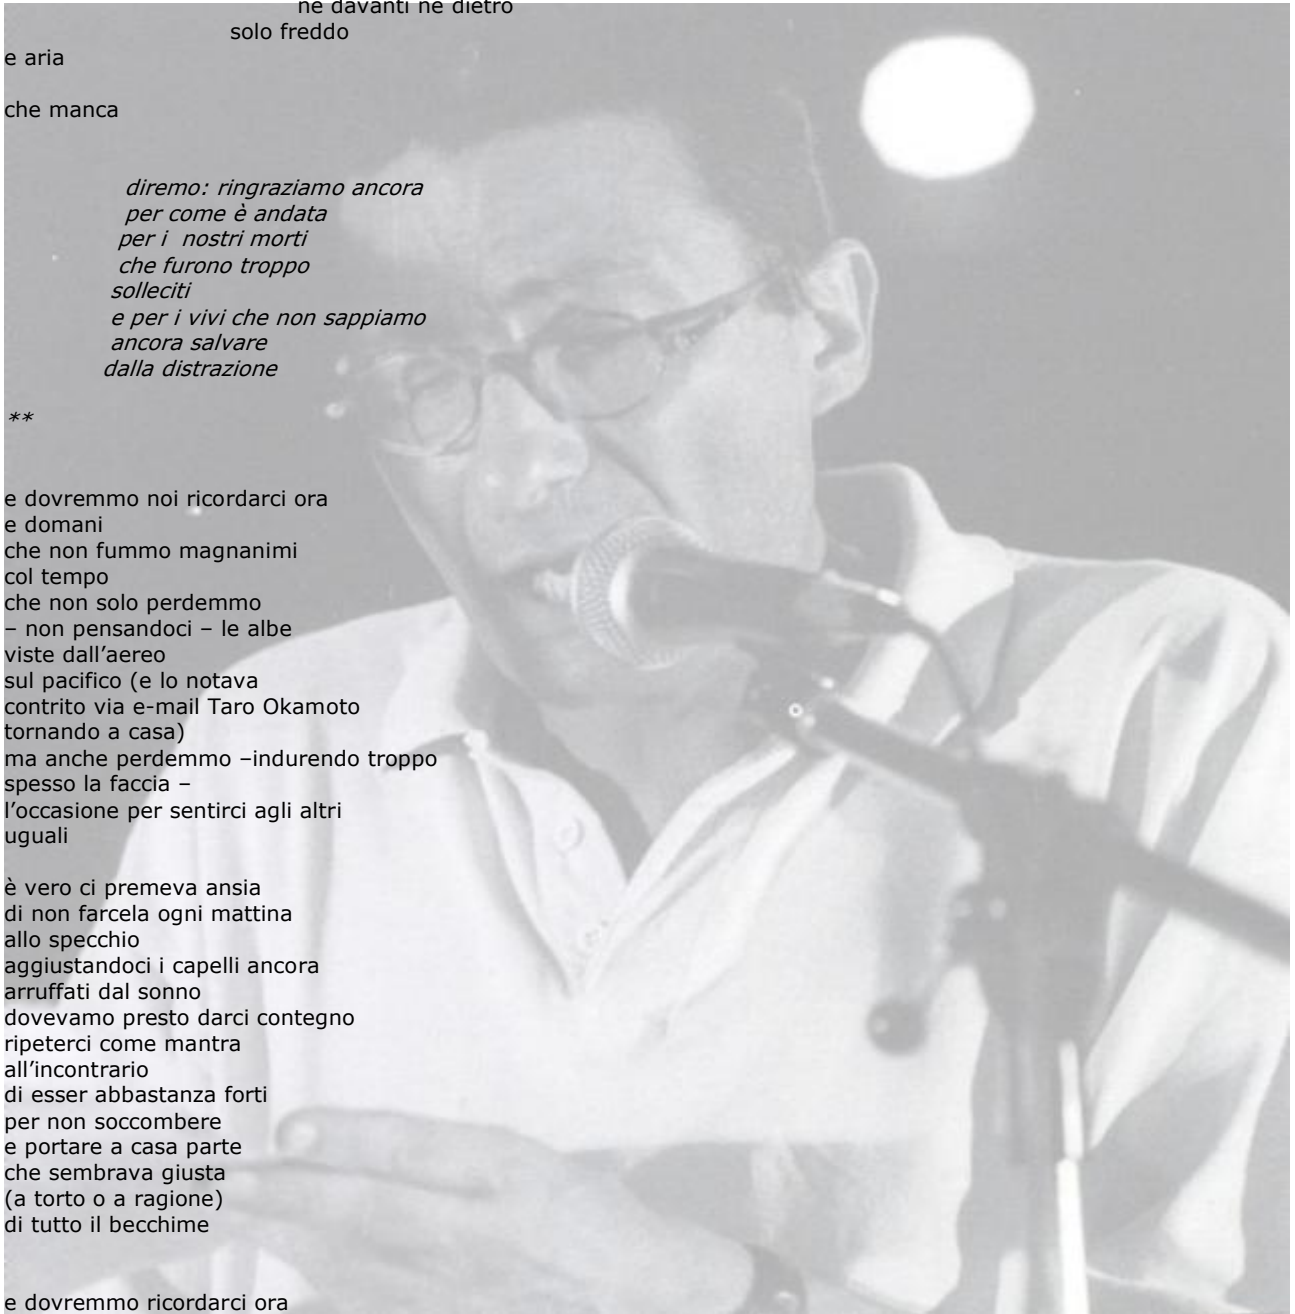 né davanti né dietro
solo freddo
e aria
che manca
diremo: ringraziamo ancora
per come è andata
per i nostri morti
che furono troppo
solleciti
e per i vivi che non sappiamo
ancora salvare
dalla distrazione
**
e dovremmo noi ricordarci ora
e domani
che non fummo magnanimi
col tempo
che non solo perdemmo
– non pensandoci – le albe
viste dall’aereo
sul pacifico (e lo notava
contrito via e-mail Taro Okamoto
tornando a casa)
ma anche perdemmo –indurendo troppo
spesso la faccia –
l’occasione per sentirci agli altri
uguali
è vero ci premeva ansia
di non farcela ogni mattina
allo specchio
aggiustandoci i capelli ancora
arruffati dal sonno
dovevamo presto darci contegno
ripeterci come mantra
all’incontrario
di esser abbastanza forti
per non soccombere
e portare a casa parte
che sembrava giusta
(a torto o a ragione)
di tutto il becchime
e dovremmo ricordarci ora